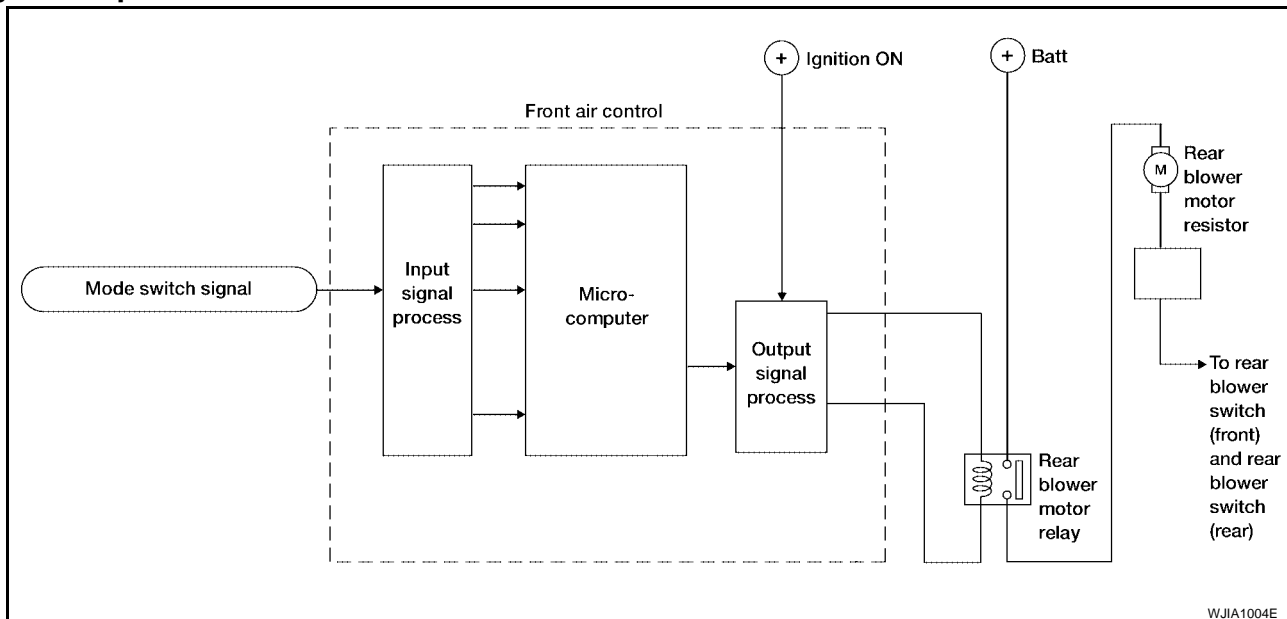 +
Ignition ON
+
Batt
Front air control
Mode switch signal
Input
signal
process
Micro-
computer
Output
signal
process
M
Rear
blower
motor
resistor
To rear
blower
switch
(front)
and rear
blower
switch
(rear)
Rear
blower
motor
relay
WJIA1004E